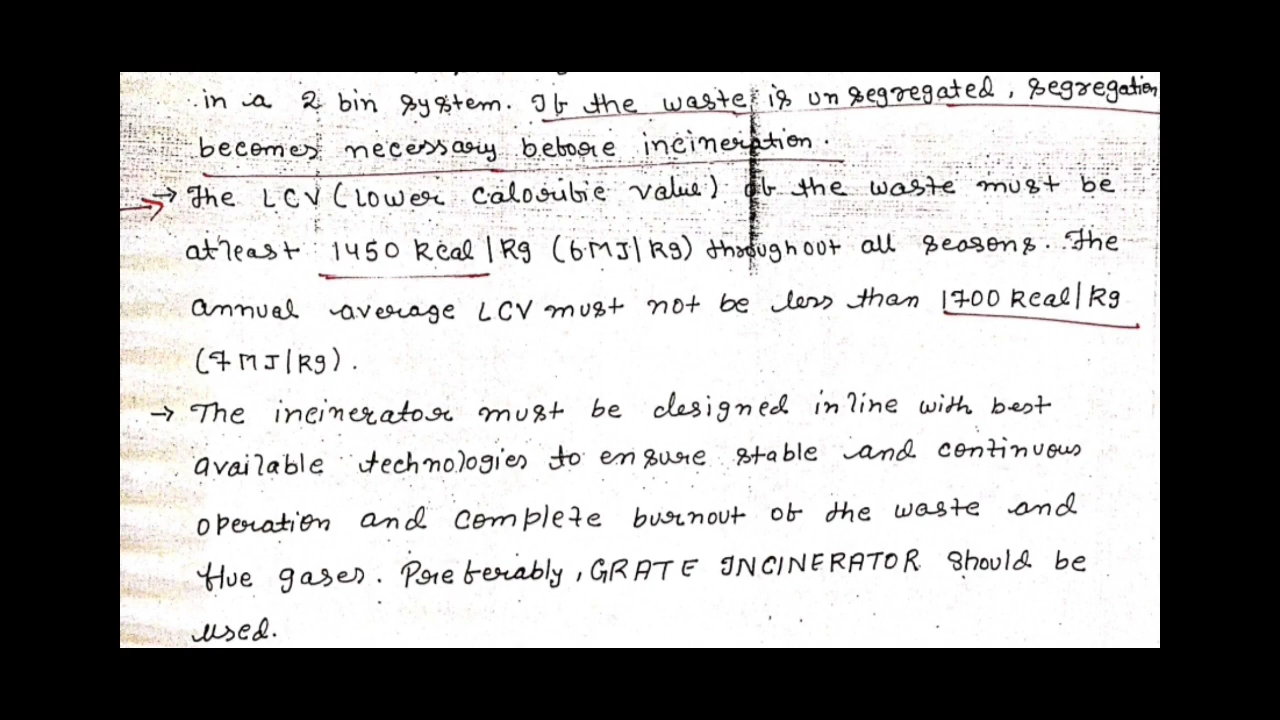 in a 2 bin system. If the waste is unsegregated, segregation
becomes necessary before incineration.
→ The LCV (lower calorific value) of the waste must be
atleast 1450 kcal/kg (6MJ/kg) throughout all seasons. The
annual average LCV must not be less than 1700 kcal/kg
(7MJ/kg).
→ The incinerator must be designed inline with best
available technologies to ensure stable and continuous
operation and complete burnout of the waste and
flue gases. Preferably, GRATE INCINERATOR should be
used.